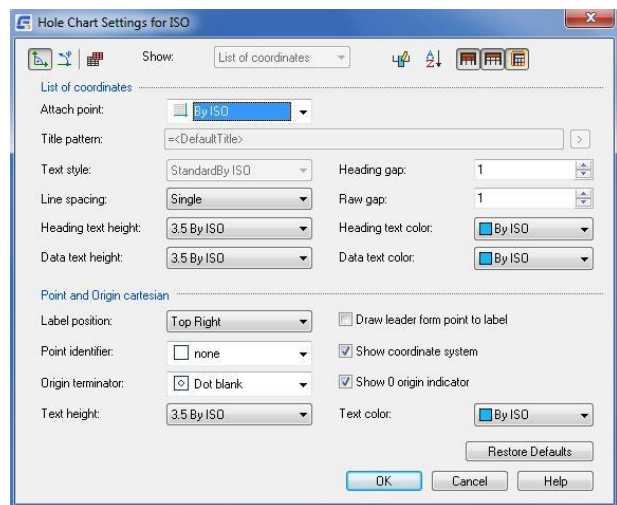 Hole Chart Settings for ISO
Show: List of coordinates
List of coordinates
Attach point: By ISO
Title pattern: =<DefaultTitle> >
Text style: StandardBy ISO Heading gap: 1
Line spacing: Single Raw gap: 1
Heading text height: 3.5 By ISO Heading text color: By ISO
Data text height: 3.5 By ISO Data text color: By ISO
Point and Origin cartesian
Label position: Top Right Draw leader form point to label
Point identifier: none Show coordinate system
Origin terminator: Dot blank Show 0 origin indicator
Text height: 3.5 By ISO Text color: By ISO
Restore Defaults
OK Cancel Help